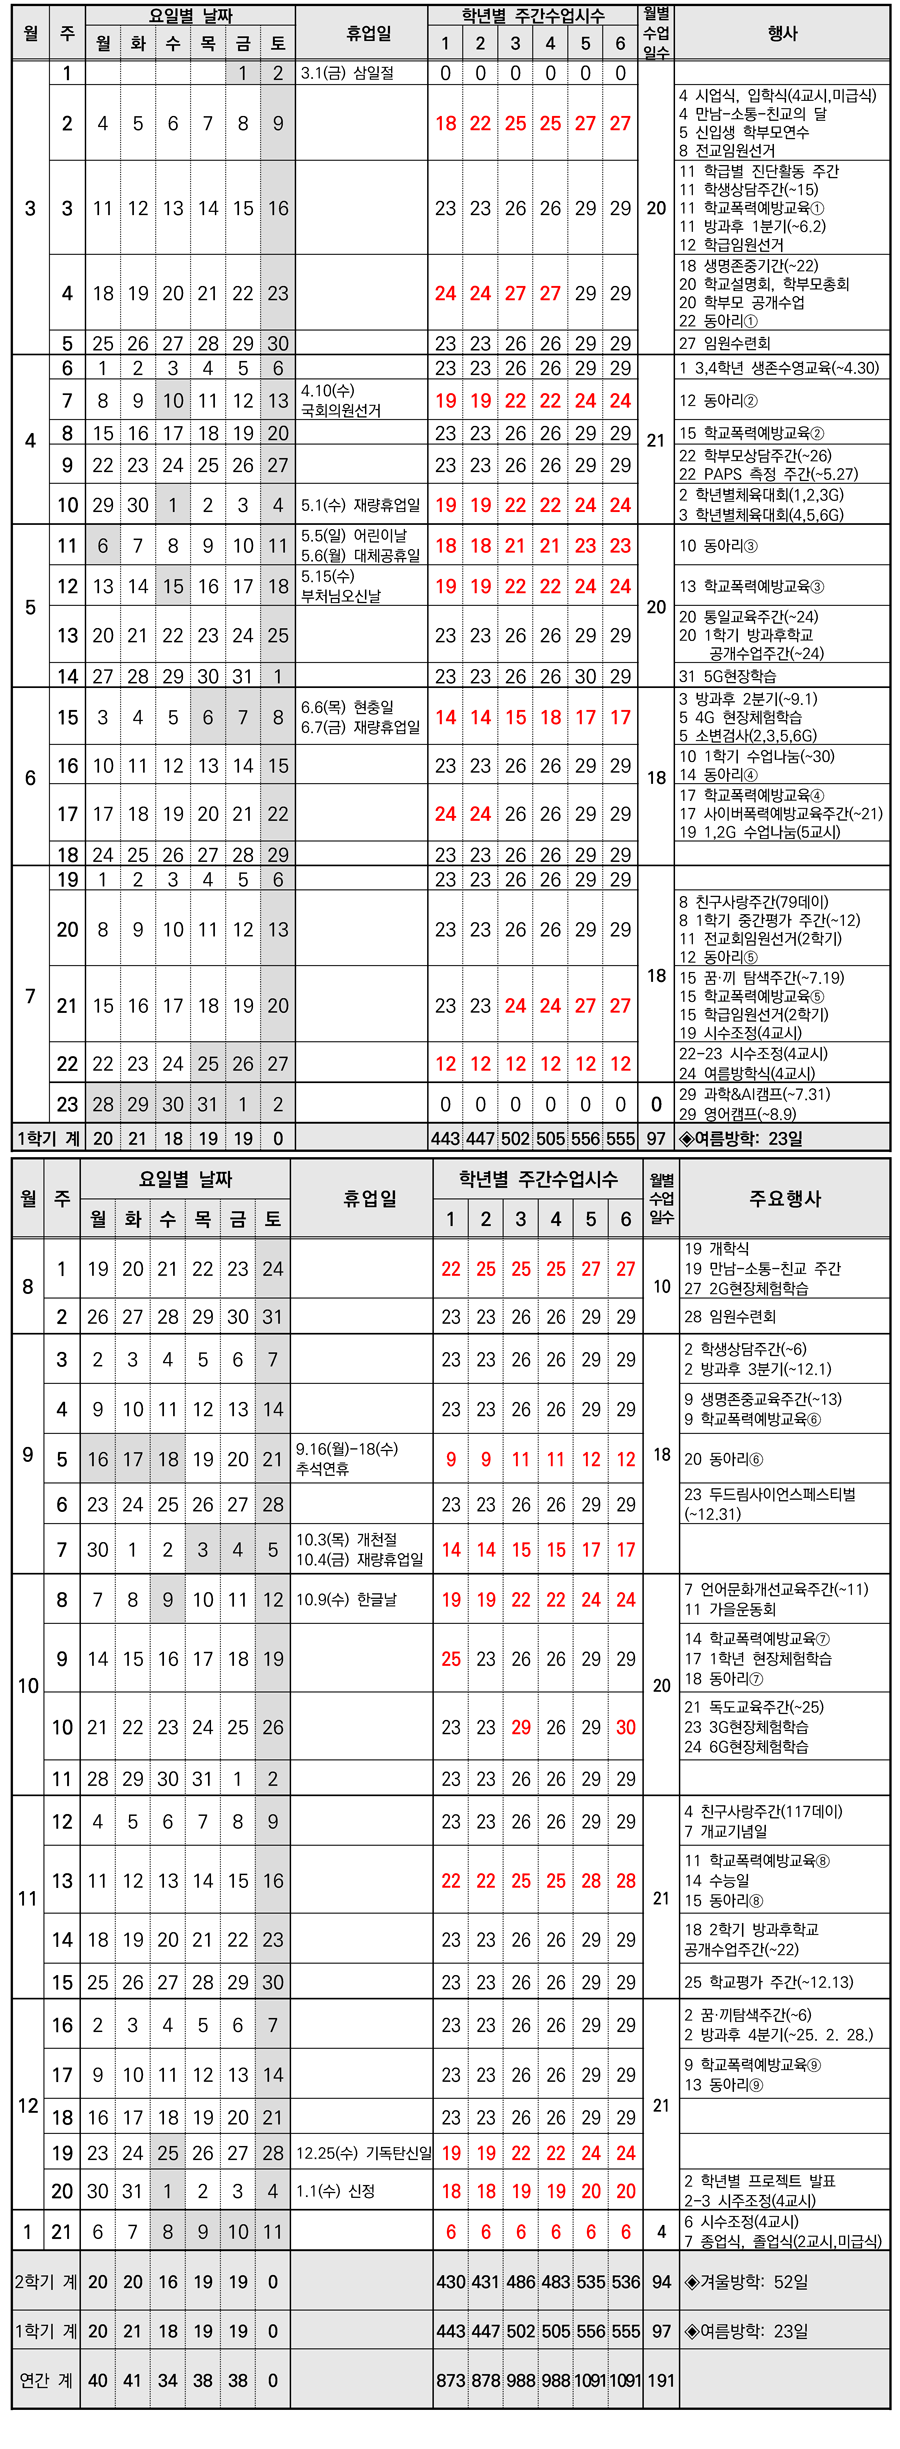 월 주 요일별 날짜 휴업일 학년별 주간수업시수 월별 수업 일수 행사
월 화 수 목 금 토 1 2 3 4 5 6
3 1 1 2 3.1(금) 삼일절 0 0 0 0 0 0 20
2 4 5 6 7 8 9 18 22 25 25 27 27
4 시업식, 입학식(4교시,미급식)
4 만남-소통-친교의 달
5 신입생 학부모연수
8 전교임원선거
3 11 12 13 14 15 16 23 23 26 26 29 29
11 학급별 진단활동 주간
11 학생상담주간(~15)
11 학교폭력예방교육①
11 방과후 1분기(~6.2)
12 학급임원선거
4 18 19 20 21 22 23 24 24 27 27 29 29
18 생명존중기간(~22)
20 학교설명회, 학부모총회
20 학부모 공개수업
22 동아리①
5 25 26 27 28 29 30 23 23 26 26 29 29 27 임원수련회
4 6 1 2 3 4 5 6 23 23 26 26 29 29 21 1 3,4학년 생존수영교육(~4.30)
7 8 9 10 11 12 13 4.10(수) 국회의원선거 19 19 22 22 24 24 12 동아리②
8 15 16 17 18 19 20 23 23 26 26 29 29 15 학교폭력예방교육②
9 22 23 24 25 26 27 23 23 26 26 29 29
22 학부모상담주간(~26)
22 PAPS 측정 주간(~5.27)
10 29 30 1 2 3 4 5.1(수) 재량휴업일 19 19 22 22 24 24
2 학년별체육대회(1,2,3G)
3 학년별체육대회(4,5,6G)
5 11 6 7 8 9 10 11 5.5(일) 어린이날 5.6(월) 대체공휴일 18 18 21 21 23 23 20 10 동아리③
12 13 14 15 16 17 18 5.15(수) 부처님오신날 19 19 22 22 24 24 13 학교폭력예방교육③
13 20 21 22 23 24 25 23 23 26 26 29 29
20 통일교육주간(~24)
20 1학기 방과후학교
공개수업주간(~24)
14 27 28 29 30 31 1 23 23 26 26 30 29 31 5G현장학습
6 15 3 4 5 6 7 8 6.6(목) 현충일 6.7(금) 재량휴업일 14 14 15 18 17 17 18
3 방과후 2분기(~9.1)
5 4G 현장체험학습
5 소변검사(2,3,5,6G)
16 10 11 12 13 14 15 23 23 26 26 29 29
10 1학기 수업나눔(~30)
14 동아리④
17 17 18 19 20 21 22 24 24 26 26 29 29
17 학교폭력예방교육④
17 사이버폭력예방교육주간(~21)
19 1,2G 수업나눔(5교시)
18 24 25 26 27 28 29 23 23 26 26 29 29
7 19 1 2 3 4 5 6 23 23 26 26 29 29 18
20 8 9 10 11 12 13 23 23 26 26 29 29
8 친구사랑주간(79데이)
8 1학기 중간평가 주간(~12)
11 전교회임원선거(2학기)
12 동아리⑤
21 15 16 17 18 19 20 23 23 24 24 27 27
15 꿈·끼 탐색주간(~7.19)
15 학교폭력예방교육⑤
15 학급임원선거(2학기)
19 시수조정(4교시)
22 22 23 24 25 26 27 12 12 12 12 12 12
22-23 시수조정(4교시)
24 여름방학식(4교시)
23 28 29 30 31 1 2 0 0 0 0 0 0 0
29 과학&AI캠프(~7.31)
29 영어캠프(~8.9)
1학기 계 20 21 18 19 19 0 443 447 502 505 556 555 97 ◈여름방학: 23일
월 주 요일별 날짜 휴업일 학년별 주간수업시수 월별 수업 일수 주요행사
월 화 수 목 금 토 1 2 3 4 5 6
8 1 19 20 21 22 23 24 22 25 25 25 27 27 10
19 개학식
19 만남-소통-친교 주간
27 2G현장체험학습
2 26 27 28 29 30 31 23 23 26 26 29 29 28 임원수련회
9 3 2 3 4 5 6 7 23 23 26 26 29 29 18
2 학생상담주간(~6)
2 방과후 3분기(~12.1)
4 9 10 11 12 13 14 23 23 26 26 29 29
9 생명존중교육주간(~13)
9 학교폭력예방교육⑥
5 16 17 18 19 20 21 9.16(월)-18(수) 추석연휴 9 9 11 11 12 12 20 동아리⑥
6 23 24 25 26 27 28 23 23 26 26 29 29
23 두드림사이언스페스티벌
(~12.31)
7 30 1 2 3 4 5 10.3(목) 개천절 10.4(금) 재량휴업일 14 14 15 15 17 17
10 8 7 8 9 10 11 12 10.9(수) 한글날 19 19 22 22 24 24 20
7 언어문화개선교육주간(~11)
11 가을운동회
9 14 15 16 17 18 19 25 23 26 26 29 29
14 학교폭력예방교육⑦
17 1학년 현장체험학습
18 동아리⑦
10 21 22 23 24 25 26 23 23 29 26 29 30
21 독도교육주간(~25)
23 3G현장체험학습
24 6G현장체험학습
11 28 29 30 31 1 2 23 23 26 26 29 29
11 12 4 5 6 7 8 9 23 23 26 26 29 29 21
4 친구사랑주간(117데이)
7 개교기념일
13 11 12 13 14 15 16 22 22 25 25 28 28
11 학교폭력예방교육⑧
14 수능일
15 동아리⑧
14 18 19 20 21 22 23 23 23 26 26 29 29
18 2학기 방과후학교
공개수업주간(~22)
15 25 26 27 28 29 30 23 23 26 26 29 29 25 학교평가 주간(~12.13)
12 16 2 3 4 5 6 7 23 23 26 26 29 29 21
2 꿈·끼탐색주간(~6)
2 방과후 4분기(~25. 2. 28.)
17 9 10 11 12 13 14 23 23 26 26 29 29
9 학교폭력예방교육⑨
13 동아리⑨
18 16 17 18 19 20 21 23 23 26 26 29 29
19 23 24 25 26 27 28 12.25(수) 기독탄신일 19 19 22 22 24 24
20 30 31 1 2 3 4 1.1(수) 신정 18 18 19 19 20 20
2 학년별 프로젝트 발표
2-3 시주조정(4교시)
1 21 6 7 8 9 10 11 6 6 6 6 6 6 4
6 시수조정(4교시)
7 종업식, 졸업식(2교시,미급식)
2학기 계 20 20 16 19 19 0 430 431 486 483 535 536 94 ◈겨울방학: 52일
1학기 계 20 21 18 19 19 0 443 447 502 505 556 555 97 ◈여름방학: 23일
연간 계 40 41 34 38 38 0 873 878 988 988 1091 1091 191